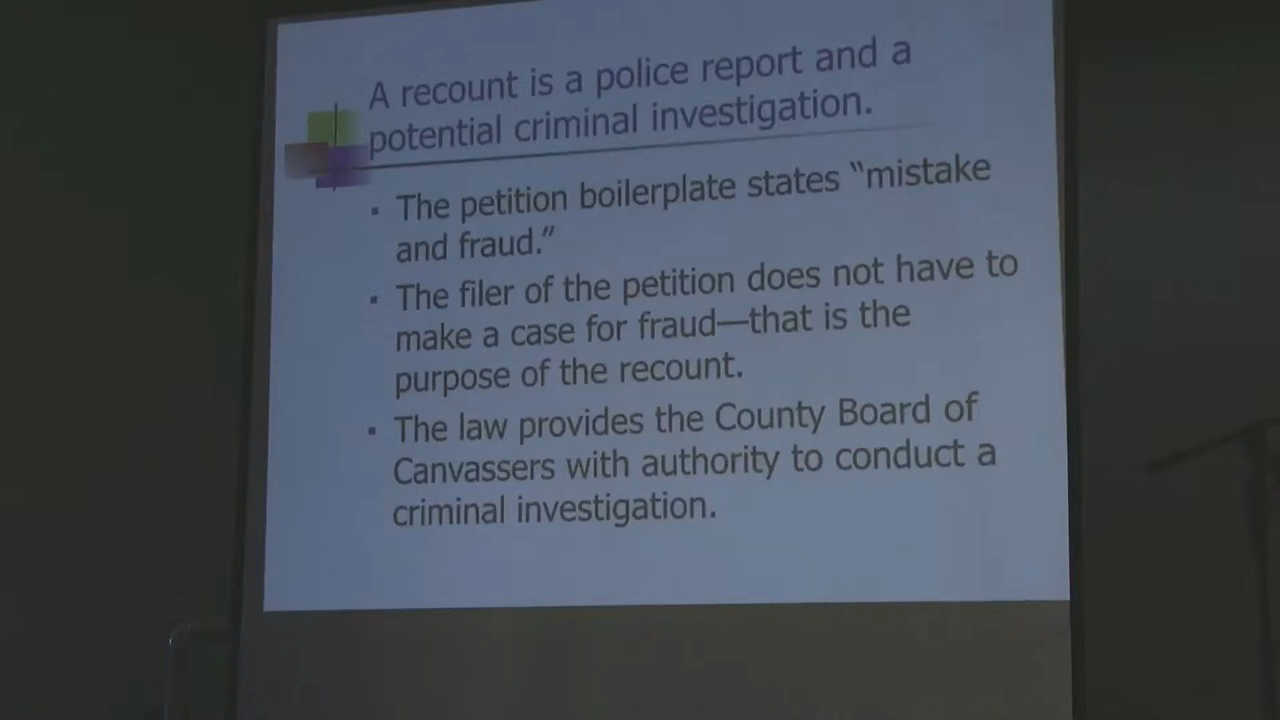 A recount is a police report and a
potential criminal investigation.
▪ The petition boilerplate states “mistake
and fraud.”
▪ The filer of the petition does not have to
make a case for fraud—that is the
purpose of the recount.
▪ The law provides the County Board of
Canvassers with authority to conduct a
criminal investigation.